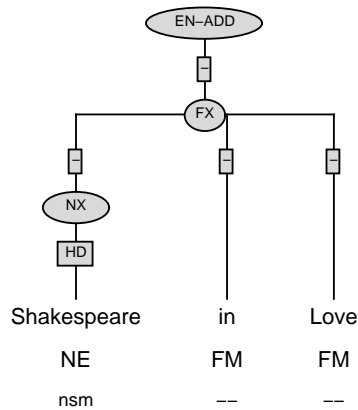 EN–ADD
–
FX
– – –
NX
HD
Shakespeare in Love
NE FM FM
nsm –– ––